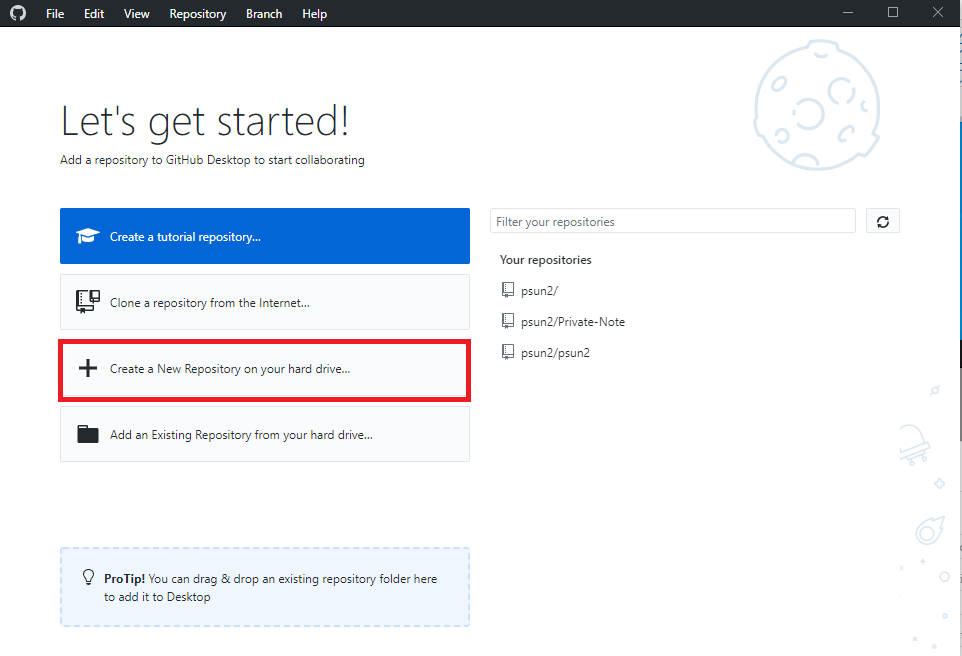 File Edit View Repository Branch Help
Let's get started!
Add a repository to GitHub Desktop to start collaborating
Create a tutorial repository...
Clone a repository from the Internet...
Create a New Repository on your hard drive...
Add an Existing Repository from your hard drive...
ProTip! You can drag & drop an existing repository folder here
to add it to Desktop
Filter your repositories
Your repositories
psun2/
psun2/Private-Note
psun2/psun2